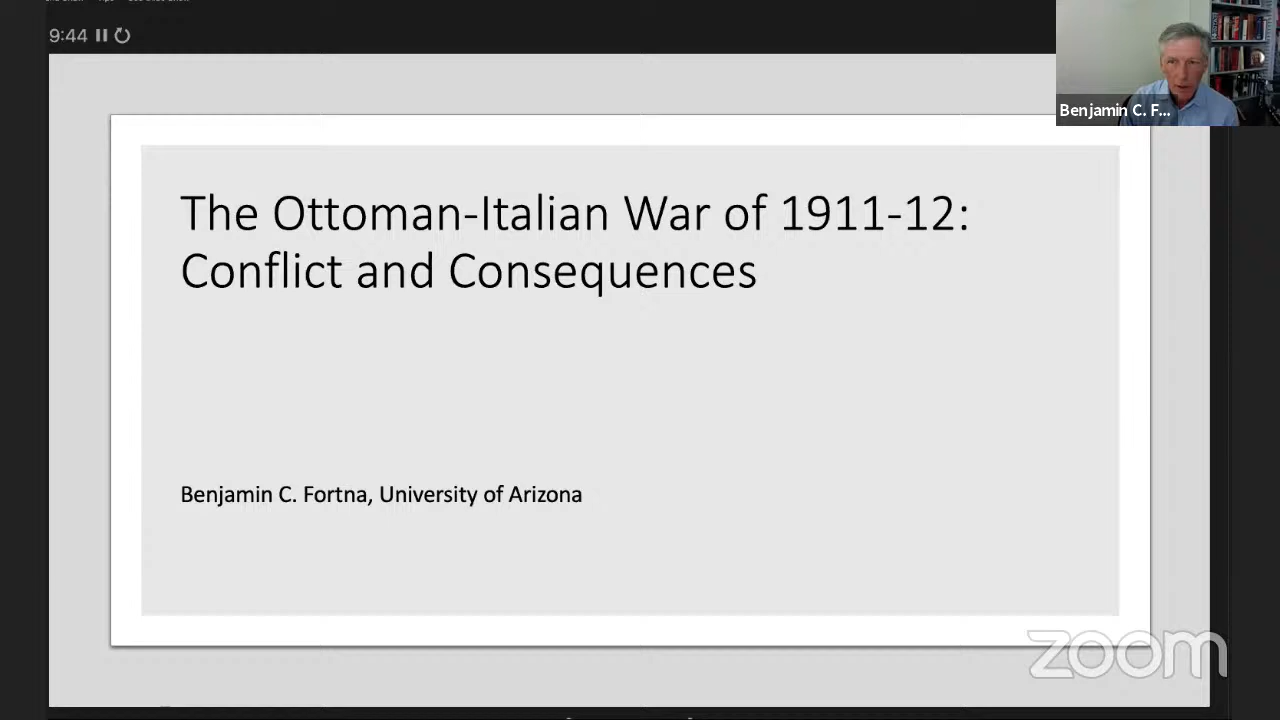 9:44
Benjamin C. F...
The Ottoman-Italian War of 1911-12:
Conflict and Consequences
Benjamin C. Fortna, University of Arizona
zoom